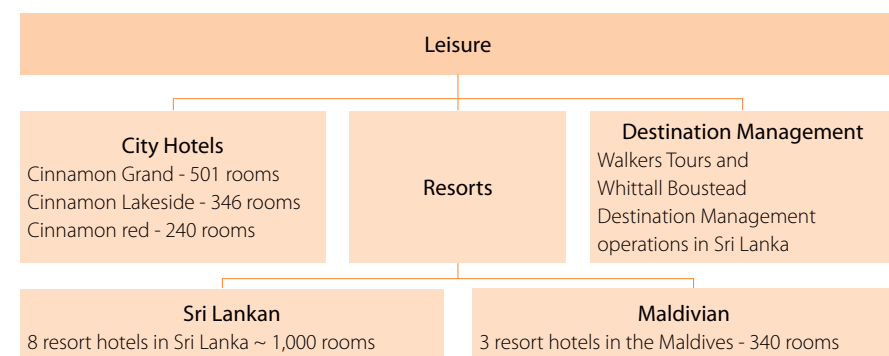 Leisure
City Hotels
Cinnamon Grand - 501 rooms
Cinnamon Lakeside - 346 rooms
Cinnamon red - 240 rooms
Resorts
Destination Management
Walkers Tours and
Whittall Boustead
Destination Management
operations in Sri Lanka
Sri Lankan
8 resort hotels in Sri Lanka ~ 1,000 rooms
Maldivian
3 resort hotels in the Maldives - 340 rooms